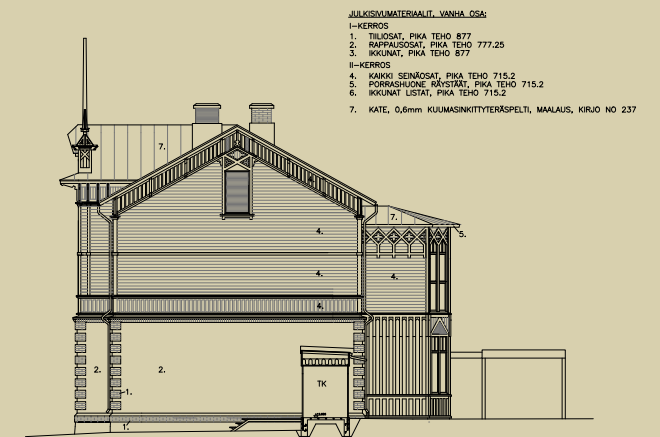 JULKISIVUMATERIAALIT, VANHA OSA:
I-KERROS
1. TIILIOSAT, PIKA TEHO 877
2. RAPPAUSOSAT, PIKA TEHO 777.25
3. IKKUNAT, PIKA TEHO 877
II-KERROS
4. KAIKKI SEINÄOSAT, PIKA TEHO 715.2
5. PORRASHUONE RÄYSTÄÄT, PIKA TEHO 715.2
6. IKKUNAT LISTAT, PIKA TEHO 715.2
7. KATE, 0,6mm KUUMASINKITTYTERÄSPELTI, MAALAUS, KIRJO NO 237
7.
7.
5.
4.
4.
4.
4.
2.
2.
TK
1.
1.